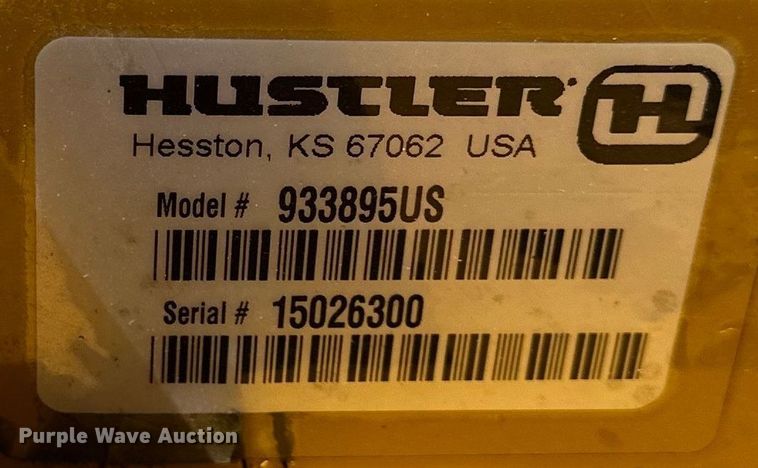 HUSTLER
H
Hesston, KS 67062 USA
Model # 933895US
Serial # 15026300
Purple Wave Auction